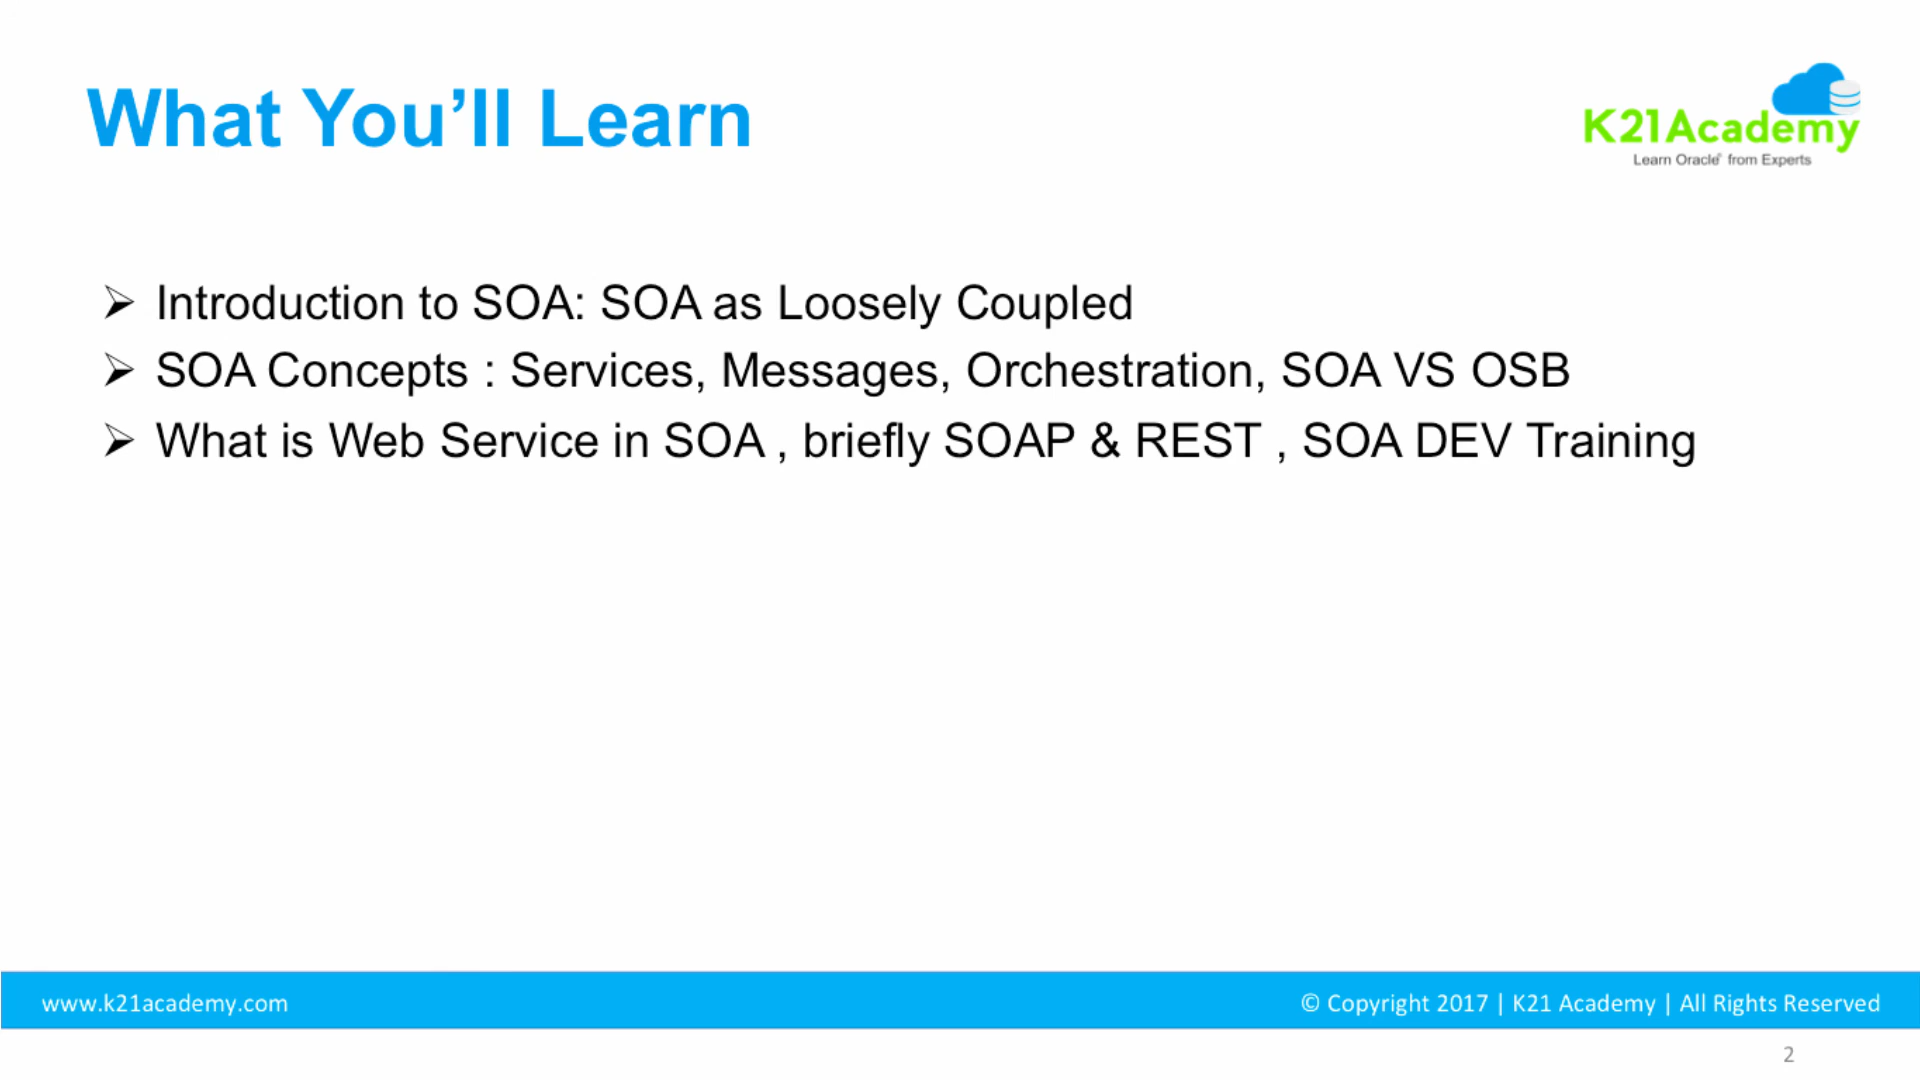 What You’ll Learn
K21Academy
Learn Oracle® from Experts
➢ Introduction to SOA: SOA as Loosely Coupled
➢ SOA Concepts : Services, Messages, Orchestration, SOA VS OSB
➢ What is Web Service in SOA , briefly SOAP & REST , SOA DEV Training
www.k21academy.com
© Copyright 2017 | K21 Academy | All Rights Reserved
2